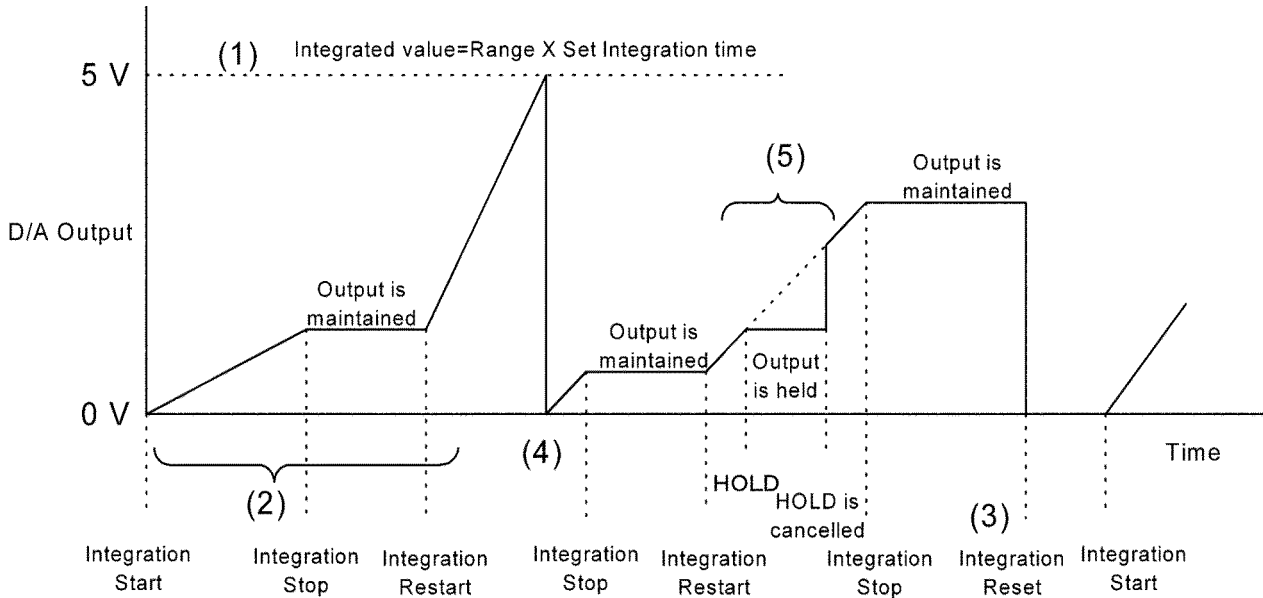 (1)
Integrated value=Range X Set Integration time
5 V
(5)
Output is
maintained
D/A Output
Output is
maintained
Output is
maintained
Output
is held
0 V
(4)
Time
(2)
HOLD
HOLD is
cancelled
(3)
Integration
Start
Integration
Stop
Integration
Restart
Integration
Stop
Integration
Restart
Integration
Stop
Integration
Reset
Integration
Start